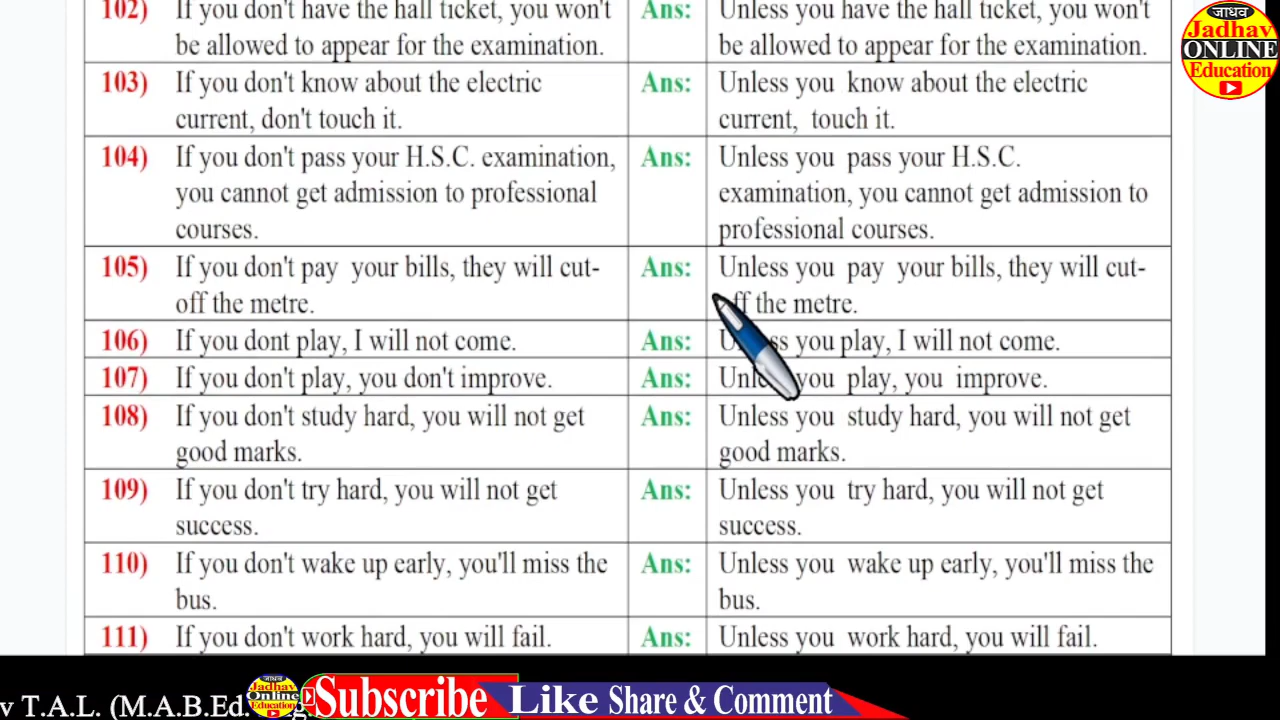 102) If you don't have the hall ticket, you won't Ans: Unless you have the hall ticket, you won't
be allowed to appear for the examination. be allowed to appear for the examination.
103) If you don't know about the electric Ans: Unless you know about the electric
current, don't touch it. current, touch it.
104) If you don't pass your H.S.C. examination, Ans: Unless you pass your H.S.C.
you cannot get admission to professional examination, you cannot get admission to
courses. professional courses.
105) If you don't pay your bills, they will cut- Ans: Unless you pay your bills, they will cut-
off the metre. off the metre.
106) If you dont play, I will not come. Ans: Unless you play, I will not come.
107) If you don't play, you don't improve. Ans: Unless you play, you improve.
108) If you don't study hard, you will not get Ans: Unless you study hard, you will not get
good marks. good marks.
109) If you don't try hard, you will not get Ans: Unless you try hard, you will not get
success. success.
110) If you don't wake up early, you'll miss the Ans: Unless you wake up early, you'll miss the
bus. bus.
111) If you don't work hard, you will fail. Ans: Unless you work hard, you will fail.
जाधव
Jadhav
ONLINE
Education
v T.A.L. (M.A.B.Ed.
जाधव
Jadhav
Online
Education
Subscribe
Like Share & Comment